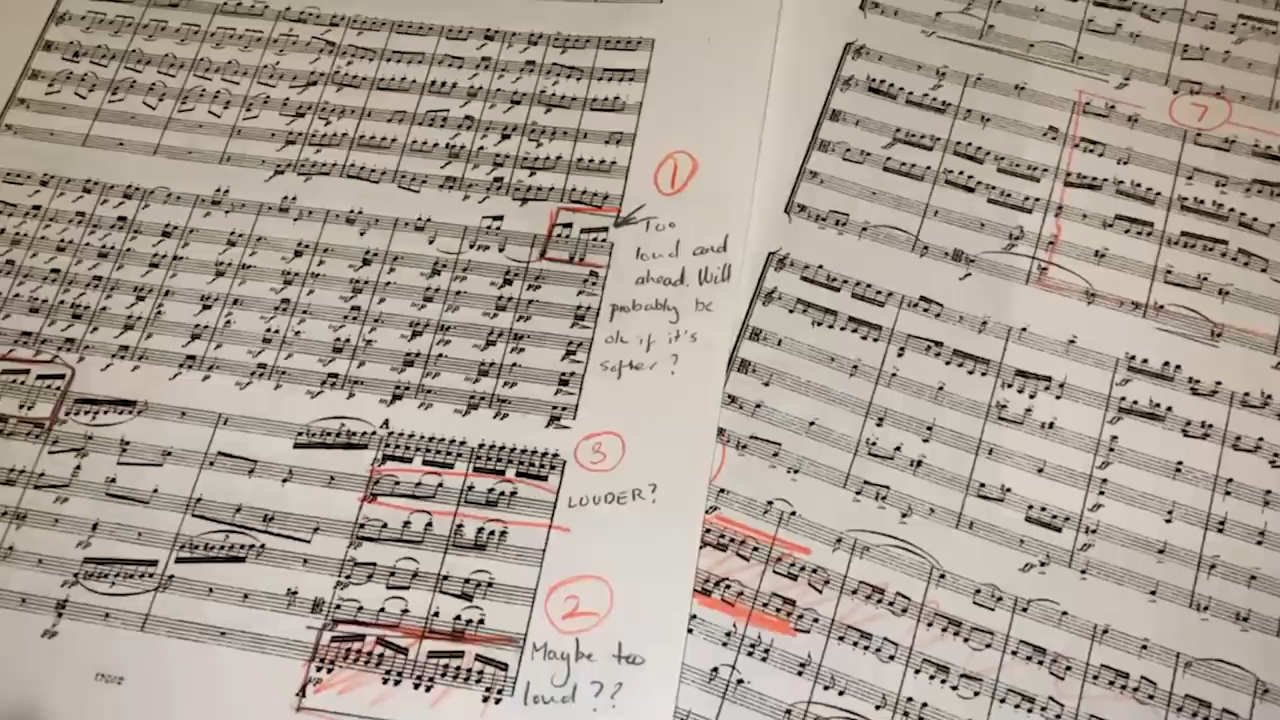 1
Too
loud and
ahead. Will
probably be
ok if it's
softer?
3
LOUDER?
2
Maybe too
loud??
7
A